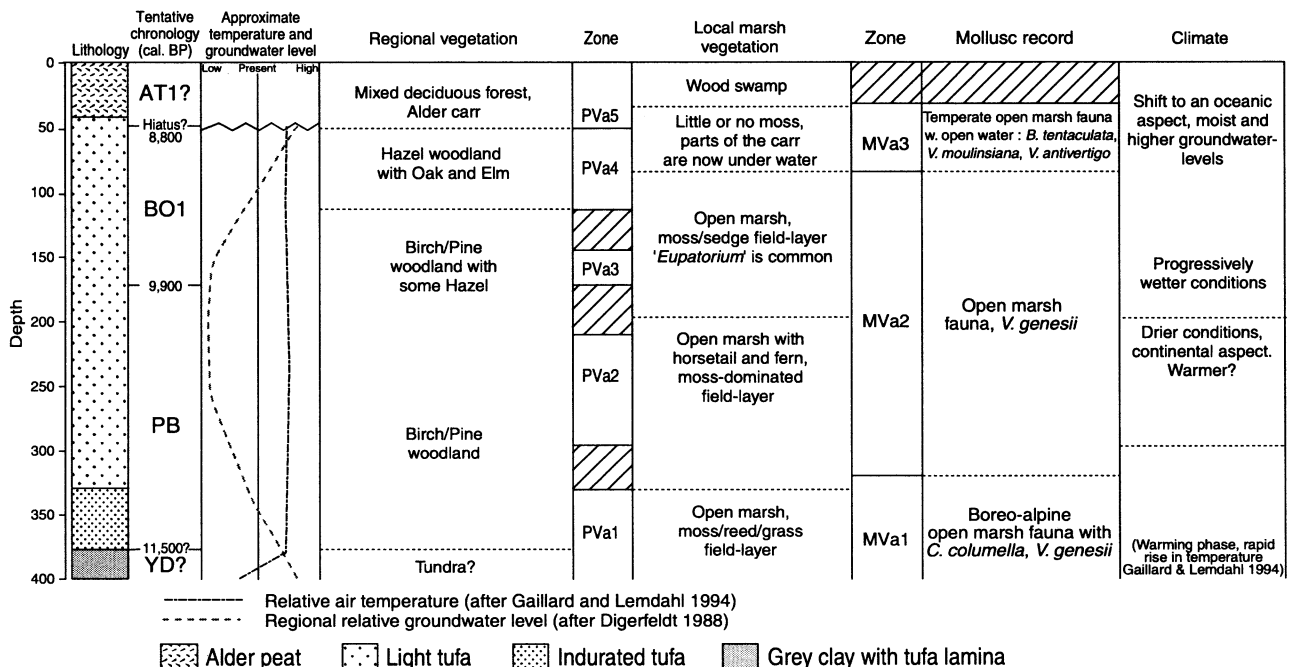 Lithology
Tentative
chronology
(cal. BP)
Approximate
temperature and
groundwater level
Regional vegetation
Zone
Local marsh
vegetation
Zone
Mollusc record
Climate
Low Present High
Depth
0
50
100
150
200
250
300
350
400
AT1?
Hiatus?
8,800
BO1
9,900
PB
11,500?
YD?
Mixed deciduous forest,
Alder carr
Hazel woodland
with Oak and Elm
Birch/Pine
woodland with
some Hazel
Birch/Pine
woodland
Tundra?
PVa5
PVa4
PVa3
PVa2
PVa1
Wood swamp
Little or no moss,
parts of the carr
are now under water
Open marsh,
moss/sedge field-layer
'Eupatorium' is common
Open marsh with
horsetail and fern,
moss-dominated
field-layer
Open marsh,
moss/reed/grass
field-layer
MVa3
MVa2
MVa1
Temperate open marsh fauna
w. open water : B. tentaculata,
V. moulinsiana, V. antivertigo
Open marsh
fauna, V. genesii
Boreo-alpine
open marsh fauna with
C. columella, V. genesii
Shift to an oceanic
aspect, moist and
higher groundwater-
levels
Progressively
wetter conditions
Drier conditions,
continental aspect.
Warmer?
(Warming phase, rapid
rise in temperature
Gaillard & Lemdahl 1994)
Relative air temperature (after Gaillard and Lemdahl 1994)
Regional relative groundwater level (after Digerfeldt 1988)
Alder peat
Light tufa
Indurated tufa
Grey clay with tufa lamina